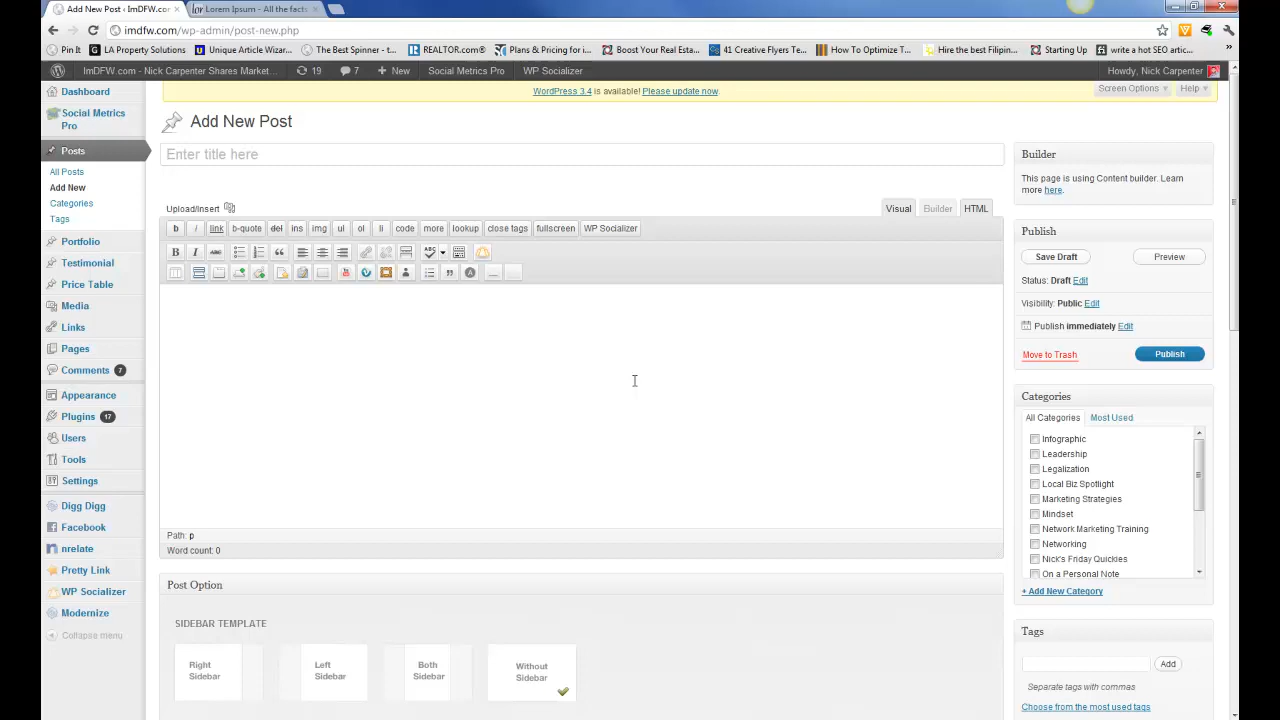 Add New Post ‹ ImDFW.cor ×
Lorem Ipsum - All the facts ×
imdfw.com/wp-admin/post-new.php
Pin It LA Property Solutions Unique Article Wizar... The Best Spinner - t... REALTOR.com® Plans & Pricing for i... Boost Your Real Esta... 41 Creative Flyers Te... How To Optimize T... Hire the best Filipin... Starting Up write a hot SEO artic... »
ImDFW.com - Nick Carpenter Shares Market... 19 7 + New Social Metrics Pro WP Socializer Howdy, Nick Carpenter
WordPress 3.4 is available! Please update now.
Screen Options Help
Dashboard
Social Metrics
Pro
Posts
All Posts
Add New
Categories
Tags
Portfolio
Testimonial
Price Table
Media
Links
Pages
Comments 7
Appearance
Plugins 17
Users
Tools
Settings
Digg Digg
Facebook
nrelate
Pretty Link
WP Socializer
Modernize
Collapse menu
Add New Post
Enter title here
Upload/Insert
Visual Builder HTML
b i link b-quote del ins img ul ol li code more lookup close tags fullscreen WP Socializer
B I ABC ABC
Path: p
Word count: 0
Post Option
SIDEBAR TEMPLATE
Right
Sidebar
Left
Sidebar
Both
Sidebar
Without
Sidebar
Builder
This page is using Content builder. Learn
more here.
Publish
Save Draft Preview
Status: Draft Edit
Visibility: Public Edit
Publish immediately Edit
Move to Trash Publish
Categories
All Categories Most Used
Infographic
Leadership
Legalization
Local Biz Spotlight
Marketing Strategies
Mindset
Network Marketing Training
Networking
Nick's Friday Quickies
On a Personal Note
+ Add New Category
Tags
Add
Separate tags with commas
Choose from the most used tags